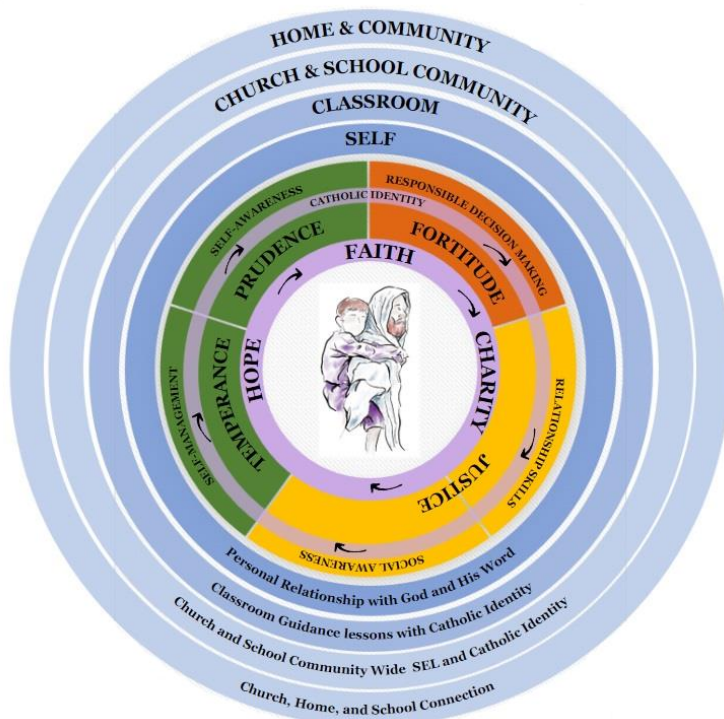 HOME & COMMUNITY
CHURCH & SCHOOL COMMUNITY
CLASSROOM
SELF
SELF-AWARENESS
RESPONSIBLE DECISION MAKING
CATHOLIC IDENTITY
PRUDENCE
FORTITUDE
FAITH
HOPE
CHARITY
TEMPERANCE
JUSTICE
SELF-MANAGEMENT
RELATIONSHIP SKILLS
SOCIAL AWARENESS
Personal Relationship with God and His Word
Classroom Guidance lessons with Catholic Identity
Church and School Community Wide SEL and Catholic Identity
Church, Home, and School Connection